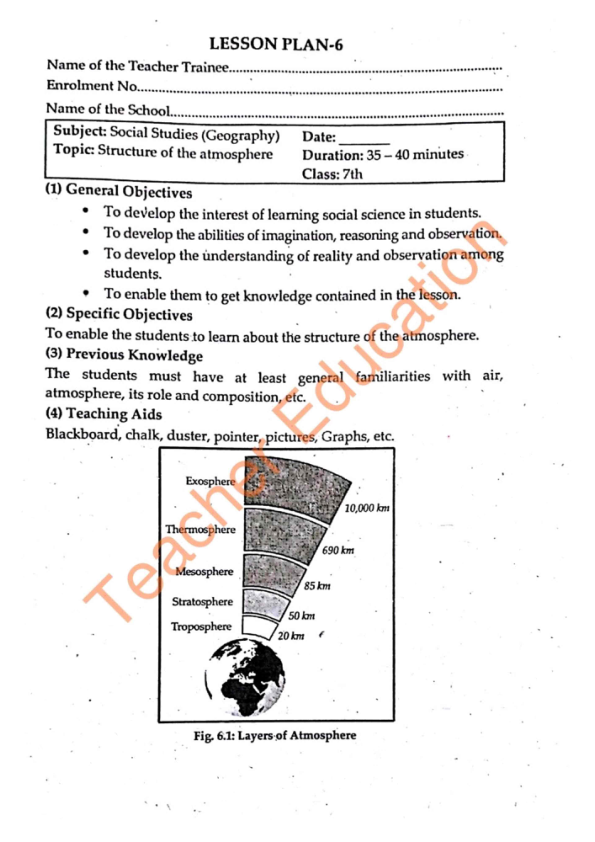 LESSON PLAN-6
Name of the Teacher Trainee..................................................................
Enrolment No...........................................................................................
Name of the School..................................................................................
Subject: Social Studies (Geography)
Topic: Structure of the atmosphere
Date: ________
Duration: 35 – 40 minutes
Class: 7th
(1) General Objectives
• To develop the interest of learning social science in students.
• To develop the abilities of imagination, reasoning and observation.
• To develop the understanding of reality and observation among
students.
• To enable them to get knowledge contained in the lesson.
(2) Specific Objectives
To enable the students to learn about the structure of the atmosphere.
(3) Previous Knowledge
The students must have at least general familiarities with air,
atmosphere, its role and composition, etc.
(4) Teaching Aids
Blackboard, chalk, duster, pointer, pictures, Graphs, etc.
Exosphere
10,000 km
Thermosphere
690 km
Mesosphere
85 km
Stratosphere
50 km
Troposphere
20 km
Fig. 6.1: Layers of Atmosphere
Teacher Education